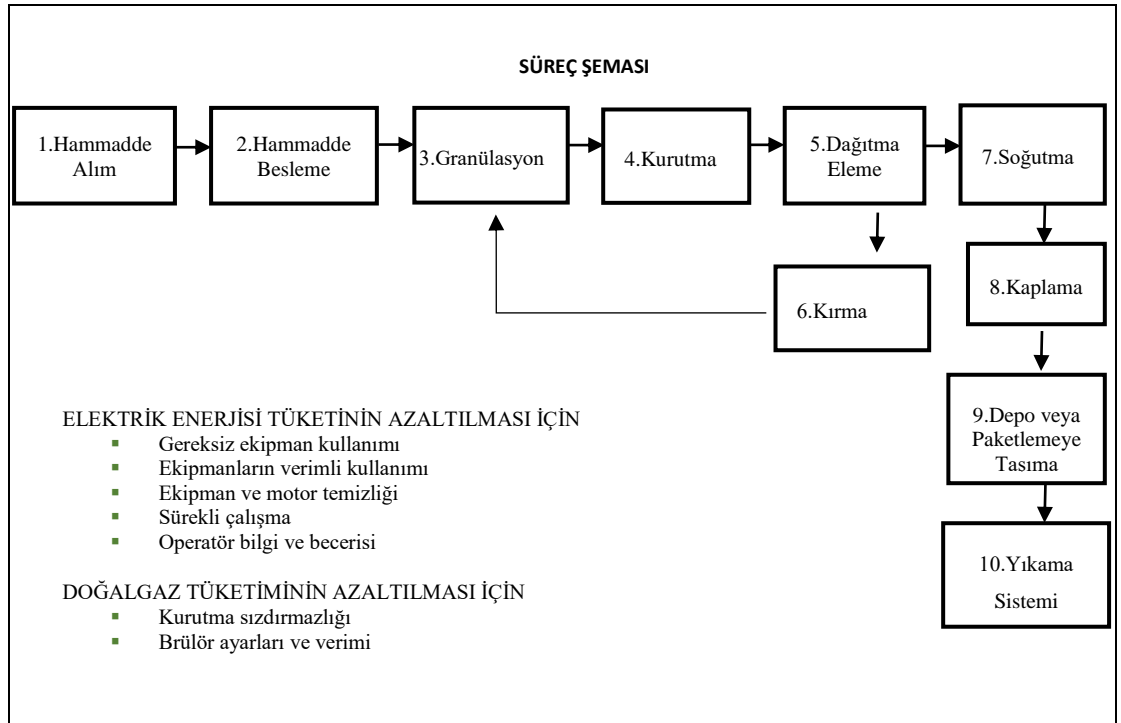 SÜREÇ ŞEMASI
1.Hammadde
Alım
2.Hammadde
Besleme
3.Granülasyon
4.Kurutma
5.Dağıtma
Eleme
7.Soğutma
6.Kırma
8.Kaplama
9.Depo veya
Paketlemeye
Tasıma
10.Yıkama
Sistemi
ELEKTRİK ENERJİSİ TÜKETİNİN AZALTILMASI İÇİN
▪ Gereksiz ekipman kullanımı
▪ Ekipmanların verimli kullanımı
▪ Ekipman ve motor temizliği
▪ Sürekli çalışma
▪ Operatör bilgi ve becerisi
DOĞALGAZ TÜKETİMİNİN AZALTILMASI İÇİN
▪ Kurutma sızdırmazlığı
▪ Brülör ayarları ve verimi